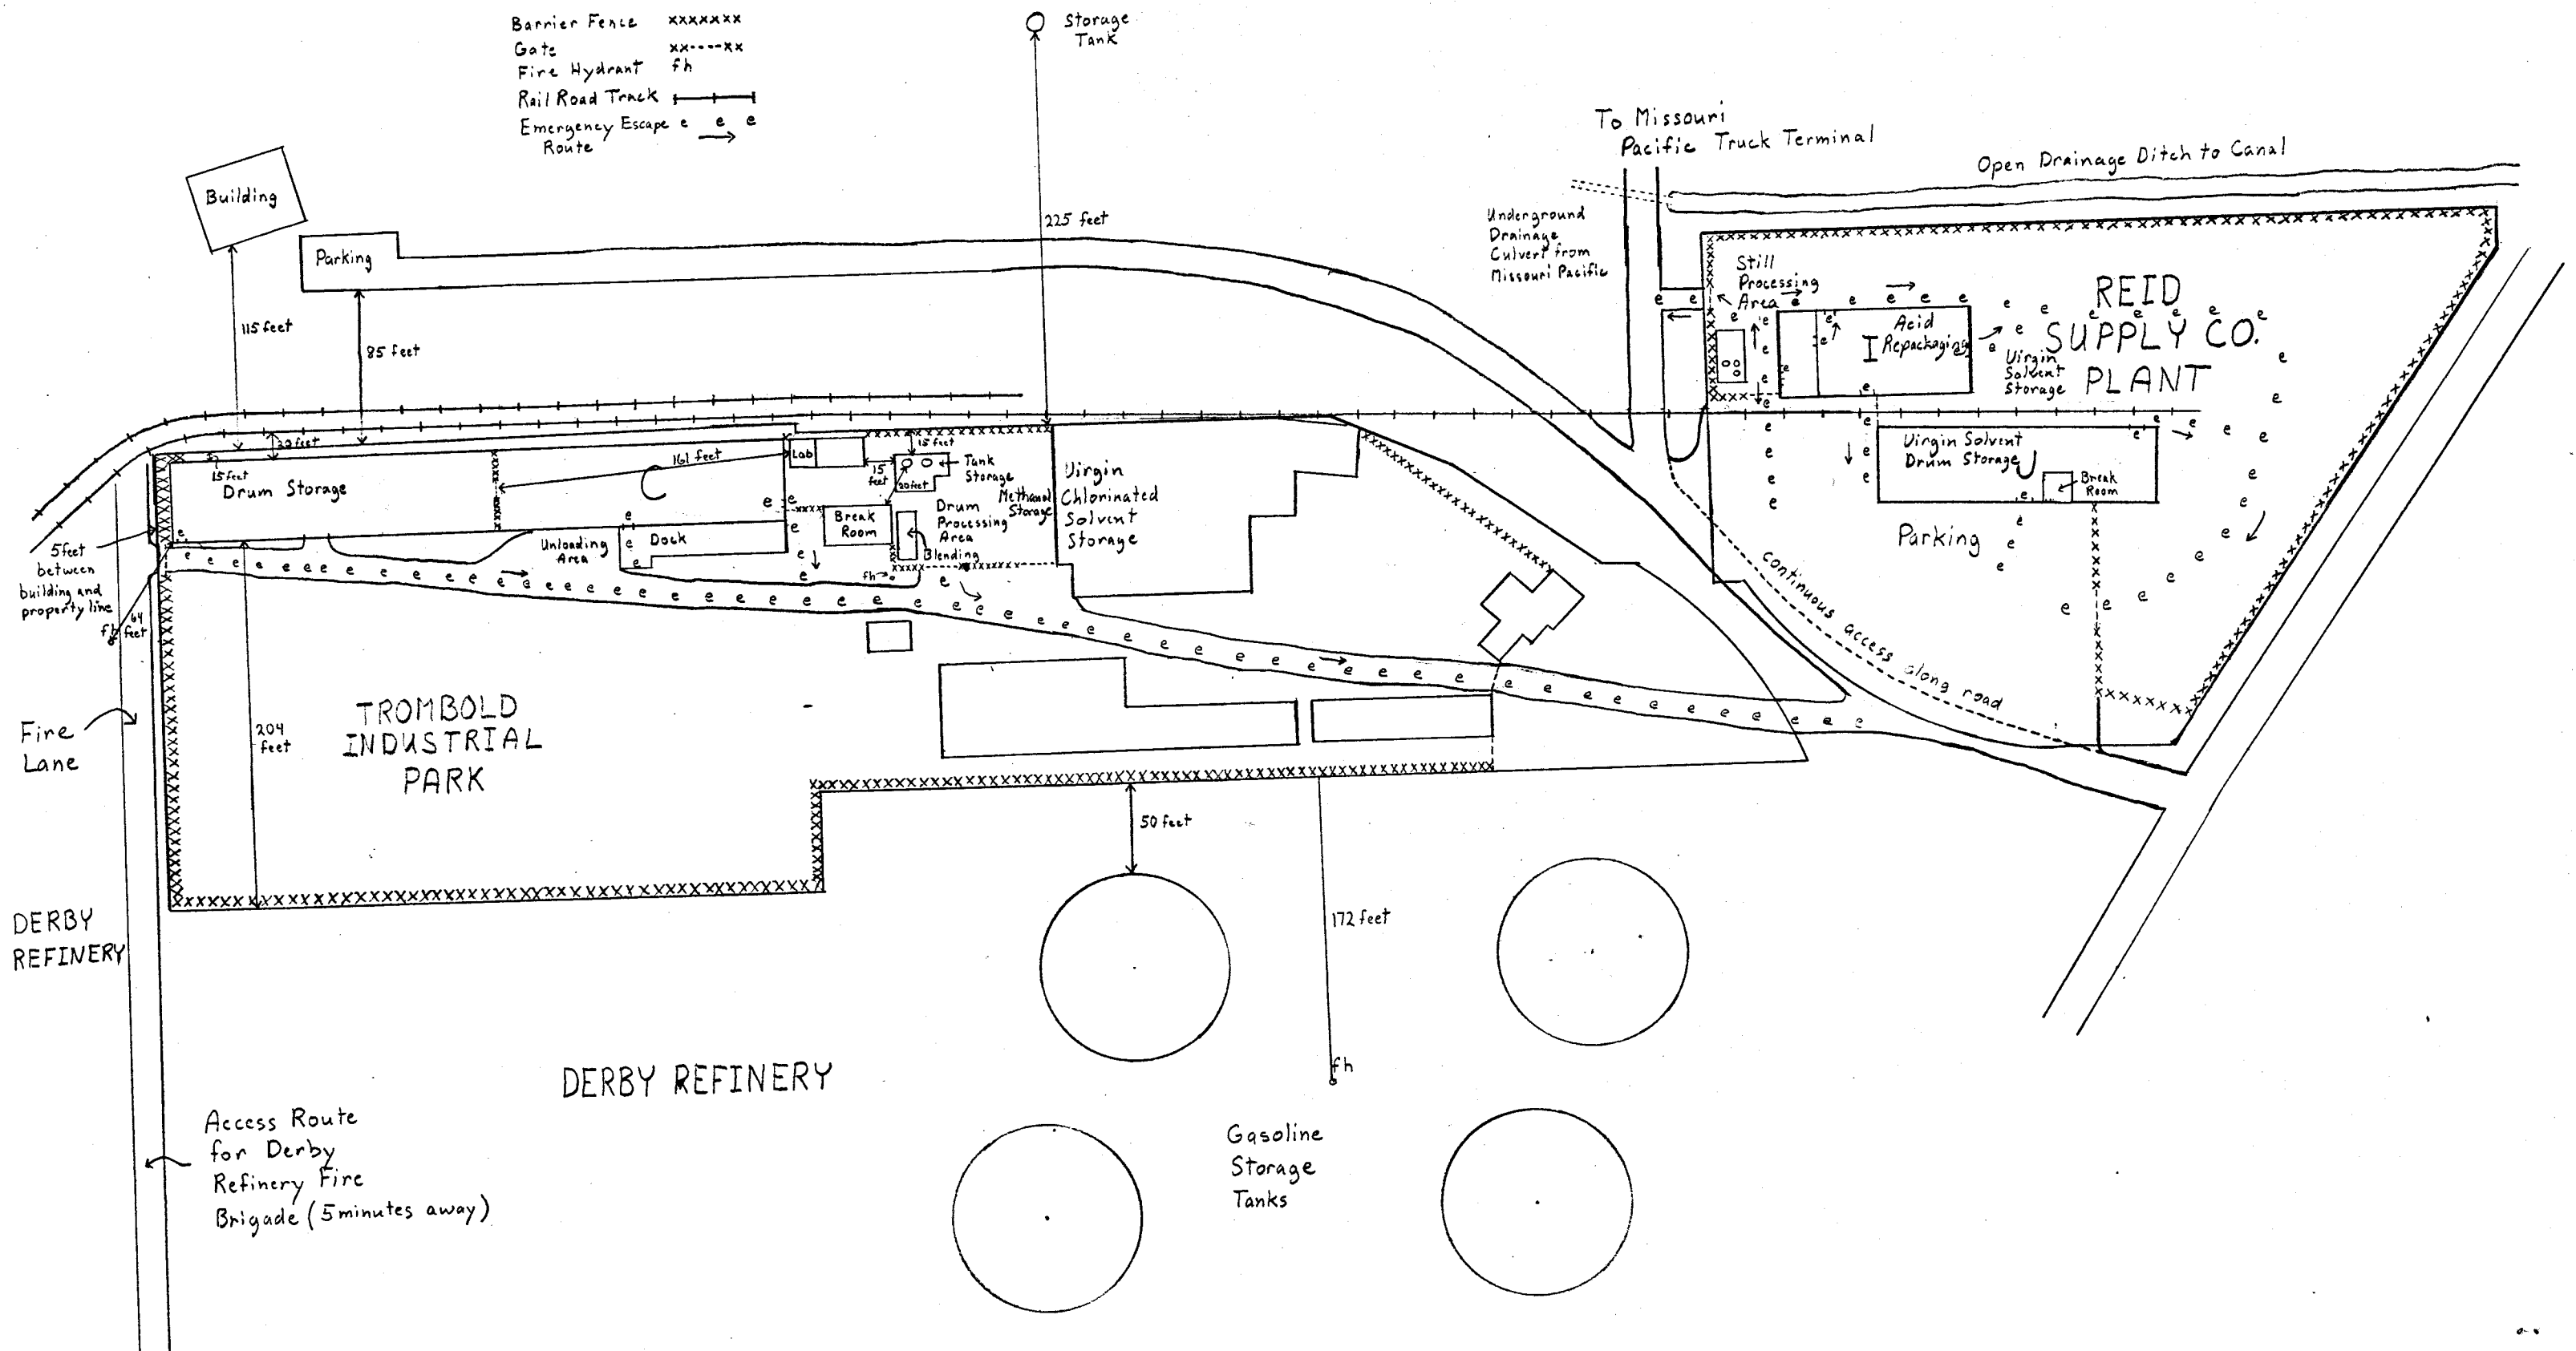 Barrier Fence xxxxxxx
Gate xx----xx
Fire Hydrant fh
Rail Road Track
Emergency Escape e e e
Route
Storage
Tank
Building
Parking
115 feet
85 feet
225 feet
To Missouri
Pacific Truck Terminal
Open Drainage Ditch to Canal
Underground
Drainage
Culvert from
Missouri Pacific
Still
Processing
Area
I
Acid
Repackaging
REID
SUPPLY CO.
PLANT
Virgin
Solvent
Storage
Virgin Solvent
Drum Storage
J
Break
Room
Parking
continuous access along road
15 feet
Drum Storage
161 feet
C
Lab
15 feet
15
feet
20 feet
Tank
Storage
Methanol
Storage
Drum
Processing
Area
Blending
Break
Room
Dock
Unloading
Area
fh
Virgin
Chlorinated
Solvent
Storage
5 feet
between
building and
property line
fh
64
feet
Fire
Lane
204
feet
TROMBOLD
INDUSTRIAL
PARK
50 feet
172 feet
fh
DERBY
REFINERY
DERBY REFINERY
Access Route
for Derby
Refinery Fire
Brigade (5 minutes away)
Gasoline
Storage
Tanks